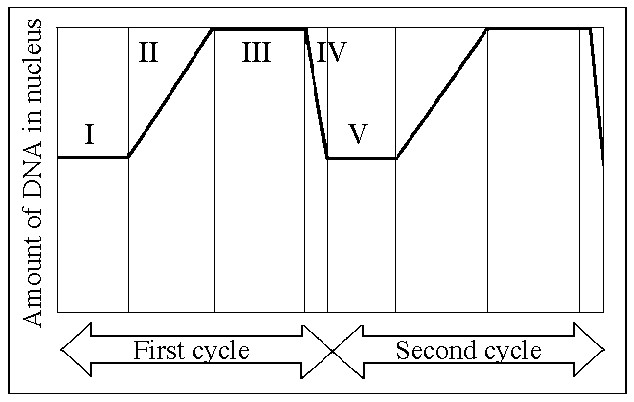 Amount of DNA in nucleus
II
III
IV
I
V
First cycle
Second cycle